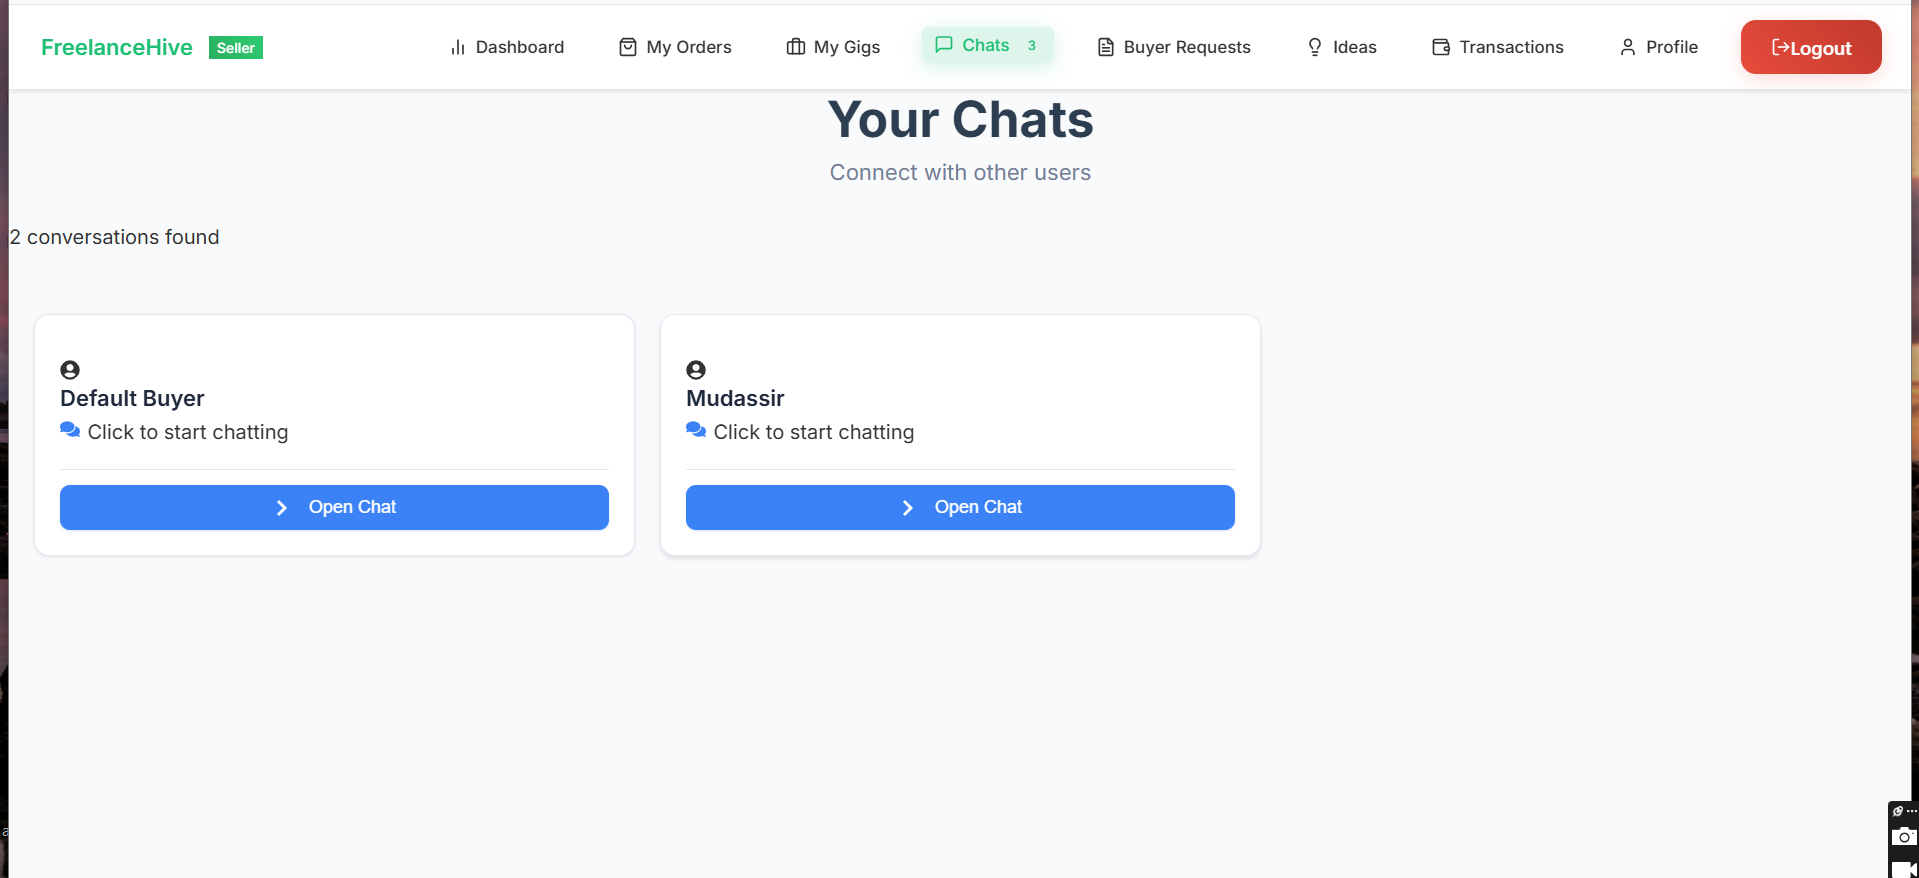 FreelanceHive Seller Dashboard My Orders My Gigs Chats 3 Buyer Requests Ideas Transactions Profile Logout
Your Chats
Connect with other users
2 conversations found
Default Buyer
Click to start chatting
Open Chat
Mudassir
Click to start chatting
Open Chat
a